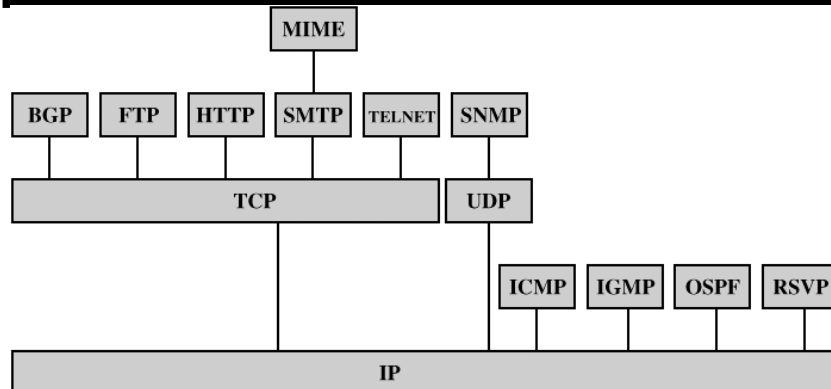 MIME
BGP FTP HTTP SMTP TELNET SNMP
TCP UDP
ICMP IGMP OSPF RSVP
IP